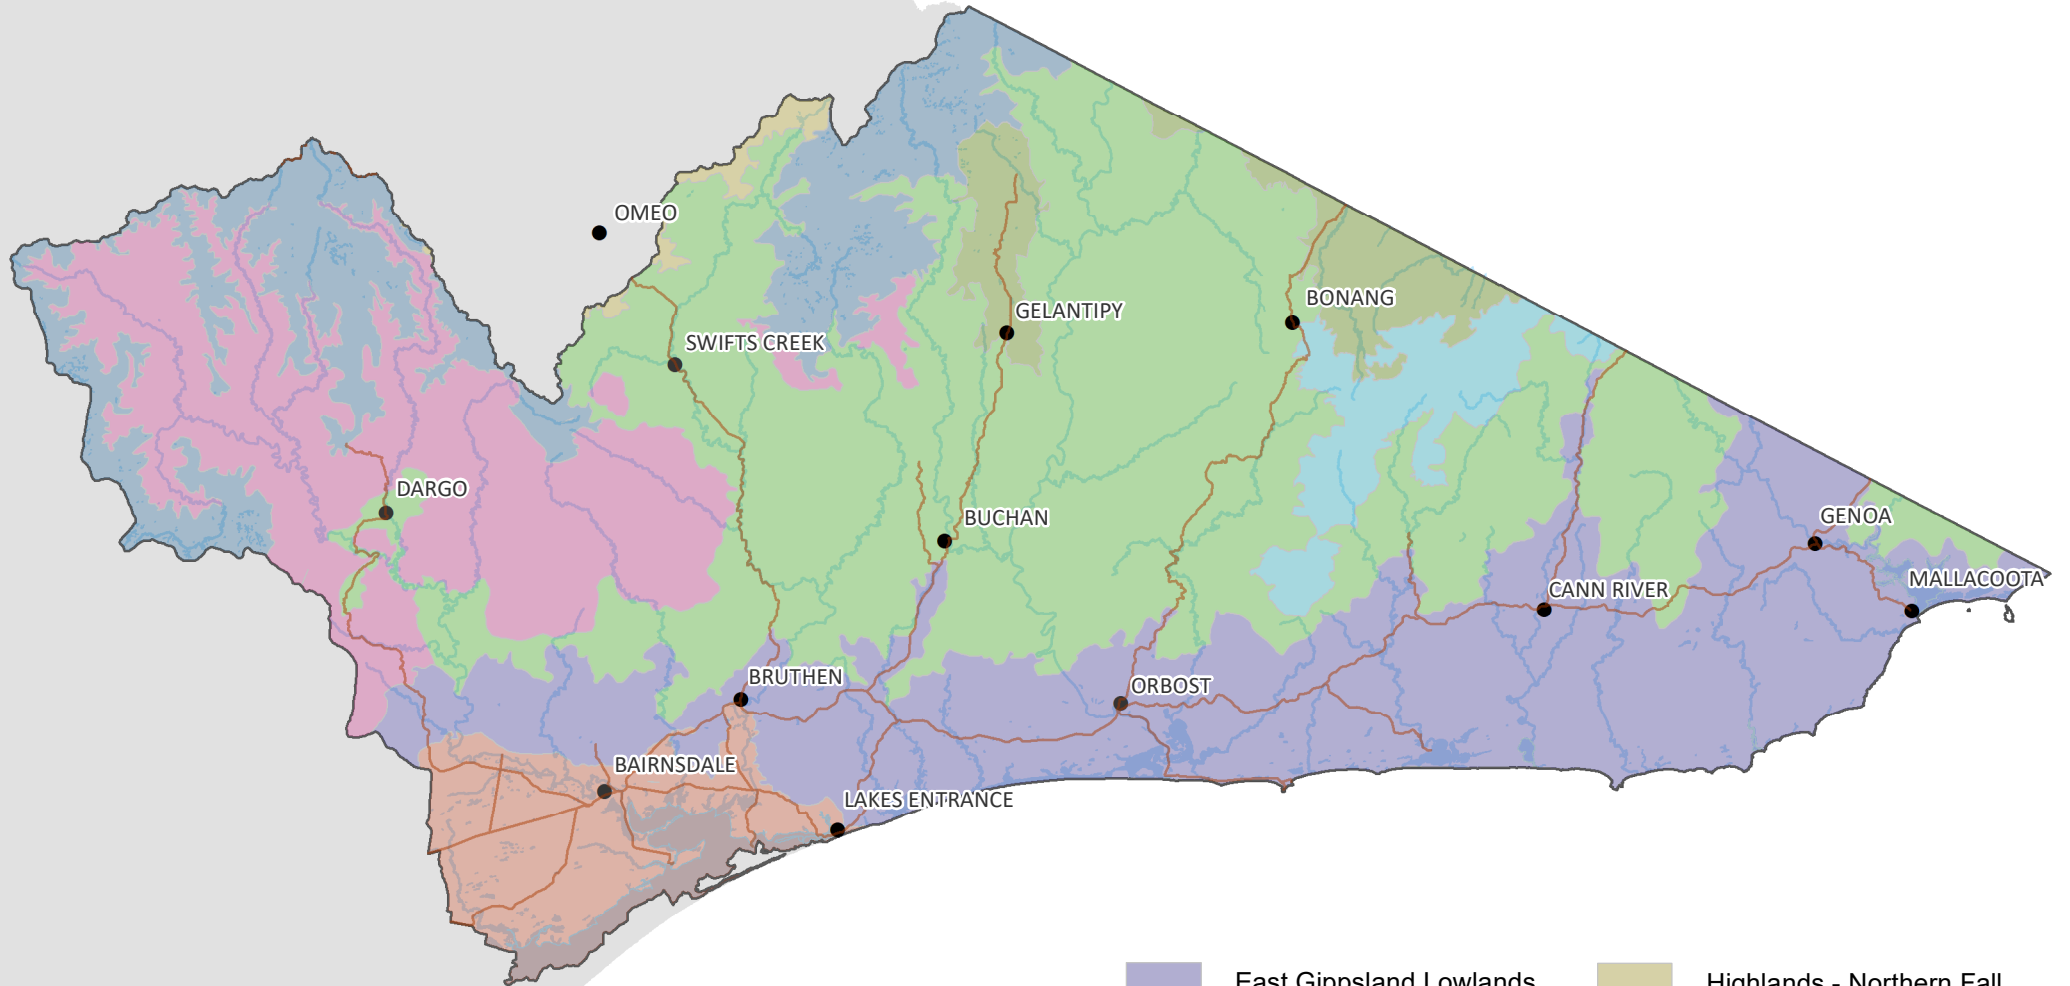 OMEO
BONANG
GELANTIPY
SWIFTS CREEK
DARGO
BUCHAN
GENOA
MALLACOOTA
CANN RIVER
BRUTHEN
ORBOST
BAIRNSDALE
LAKES ENTRANCE
East Gippsland Lowlands
Highlands - Northern Fall